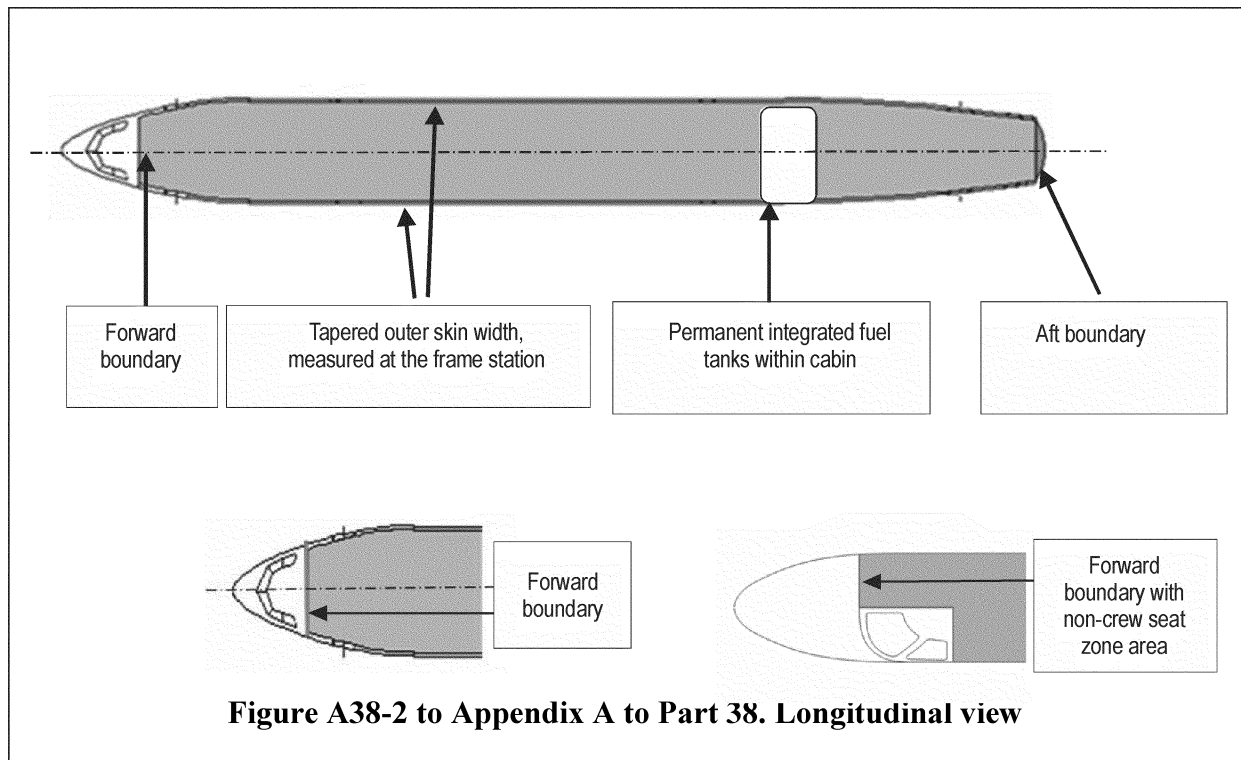 Forward
boundary
Tapered outer skin width,
measured at the frame station
Permanent integrated fuel
tanks within cabin
Aft boundary
Forward
boundary
Forward
boundary with
non-crew seat
zone area
Figure A38-2 to Appendix A to Part 38. Longitudinal view